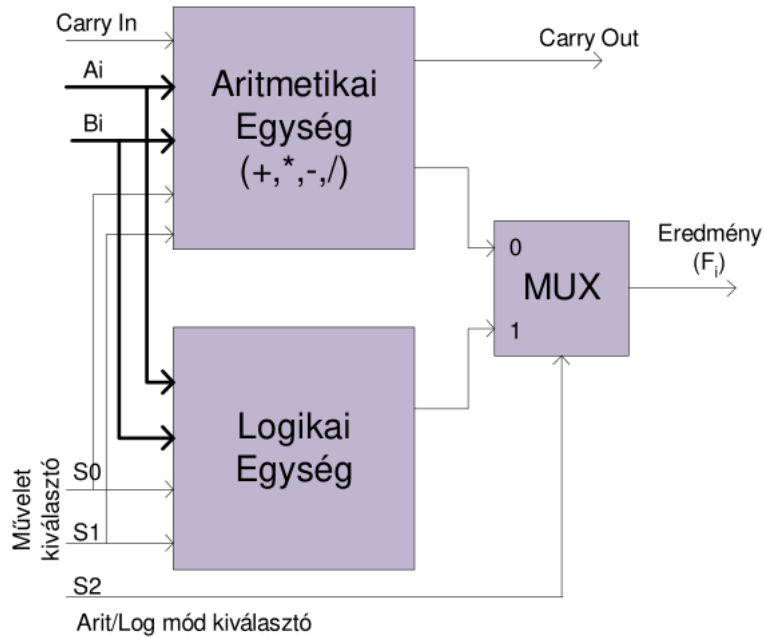 Carry In
Ai
Bi
Aritmetikai
Egység
(+,*,-,/)
Carry Out
0
MUX
1
Eredmény
(Fi)
Logikai
Egység
Művelet
kiválasztó
S0
S1
S2
Arit/Log mód kiválasztó